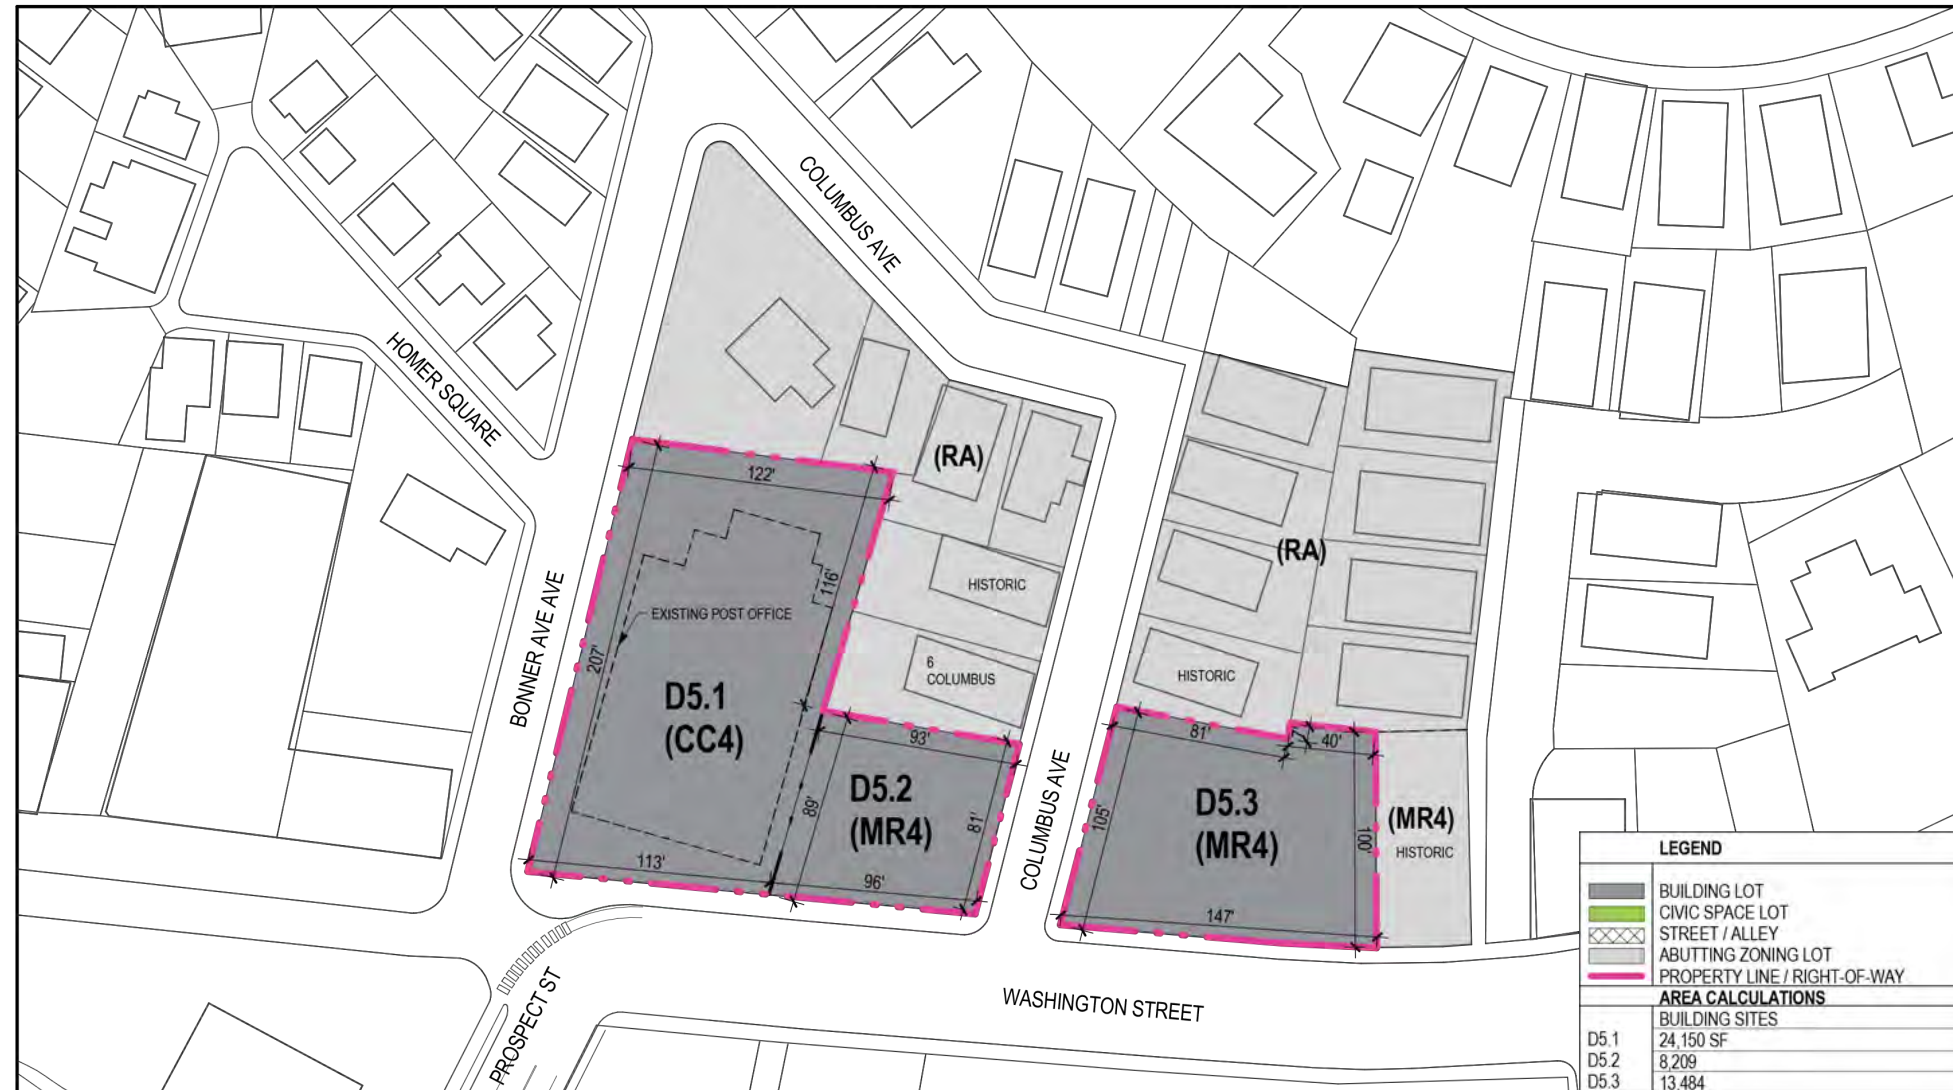 COLUMBUS AVE
HOMER SQUARE
(RA)
122'
HISTORIC
(RA)
116'
EXISTING POST OFFICE
BONNER AVE AVE
207'
6
COLUMBUS
HISTORIC
D5.1
(CC4)
93'
81'
7'
40'
D5.2
(MR4)
89'
81'
COLUMBUS AVE
105'
D5.3
(MR4)
100'
(MR4)
HISTORIC
113'
96'
147'
PROSPECT ST
WASHINGTON STREET
LEGEND
BUILDING LOT
CIVIC SPACE LOT
STREET / ALLEY
ABUTTING ZONING LOT
PROPERTY LINE / RIGHT-OF-WAY
AREA CALCULATIONS
BUILDING SITES
D5.1 24,150 SF
D5.2 8,209
D5.3 13,484